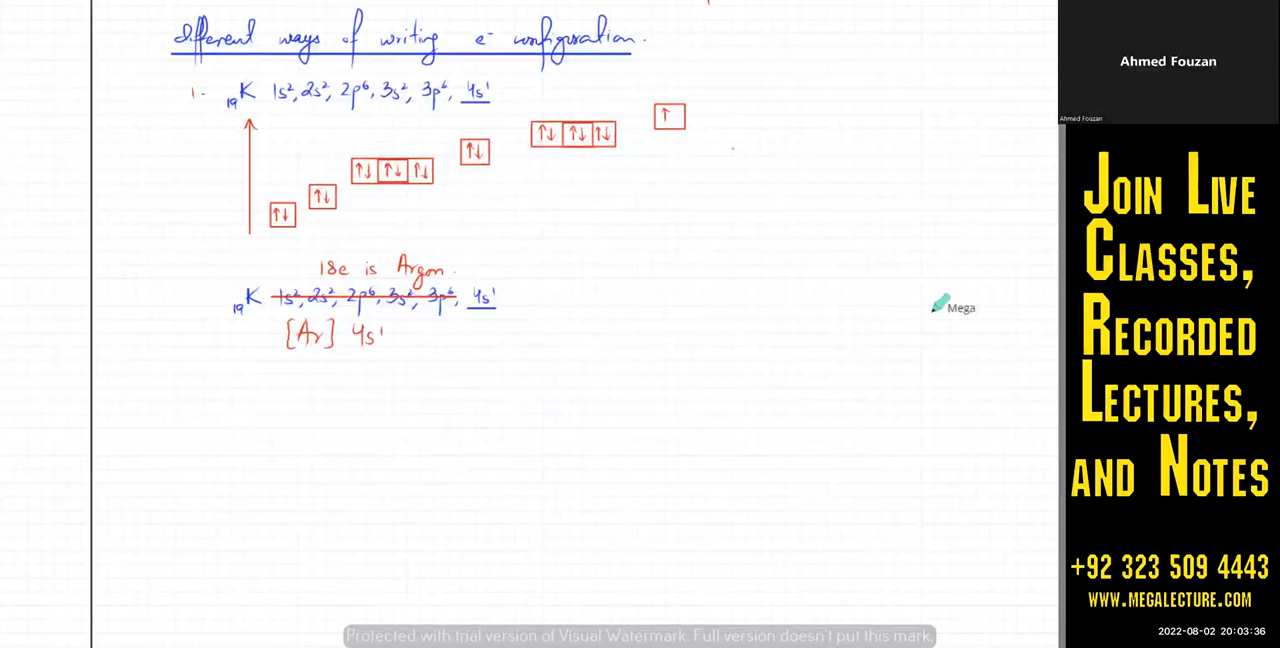 Different ways of writing e⁻ configuration.
1. ₁₉K 1s², 2s², 2p⁶, 3s², 3p⁶, 4s¹
↑↓ ↑↓ ↑↓ ↑↓ ↑↓ ↑↓ ↑↓ ↑↓ ↑↓ ↑
18e is Argon.
₁₉K 1s², 2s², 2p⁶, 3s², 3p⁶, 4s¹
[Ar] 4s¹
Mega
Ahmed Fouzan
Ahmed Fouzan
JOIN LIVE
CLASSES,
RECORDED
LECTURES,
AND NOTES
+92 323 509 4443
WWW.MEGALECTURE.COM
2022-08-02 20:03:36
Protected with trial version of Visual Watermark. Full version doesn't put this mark.